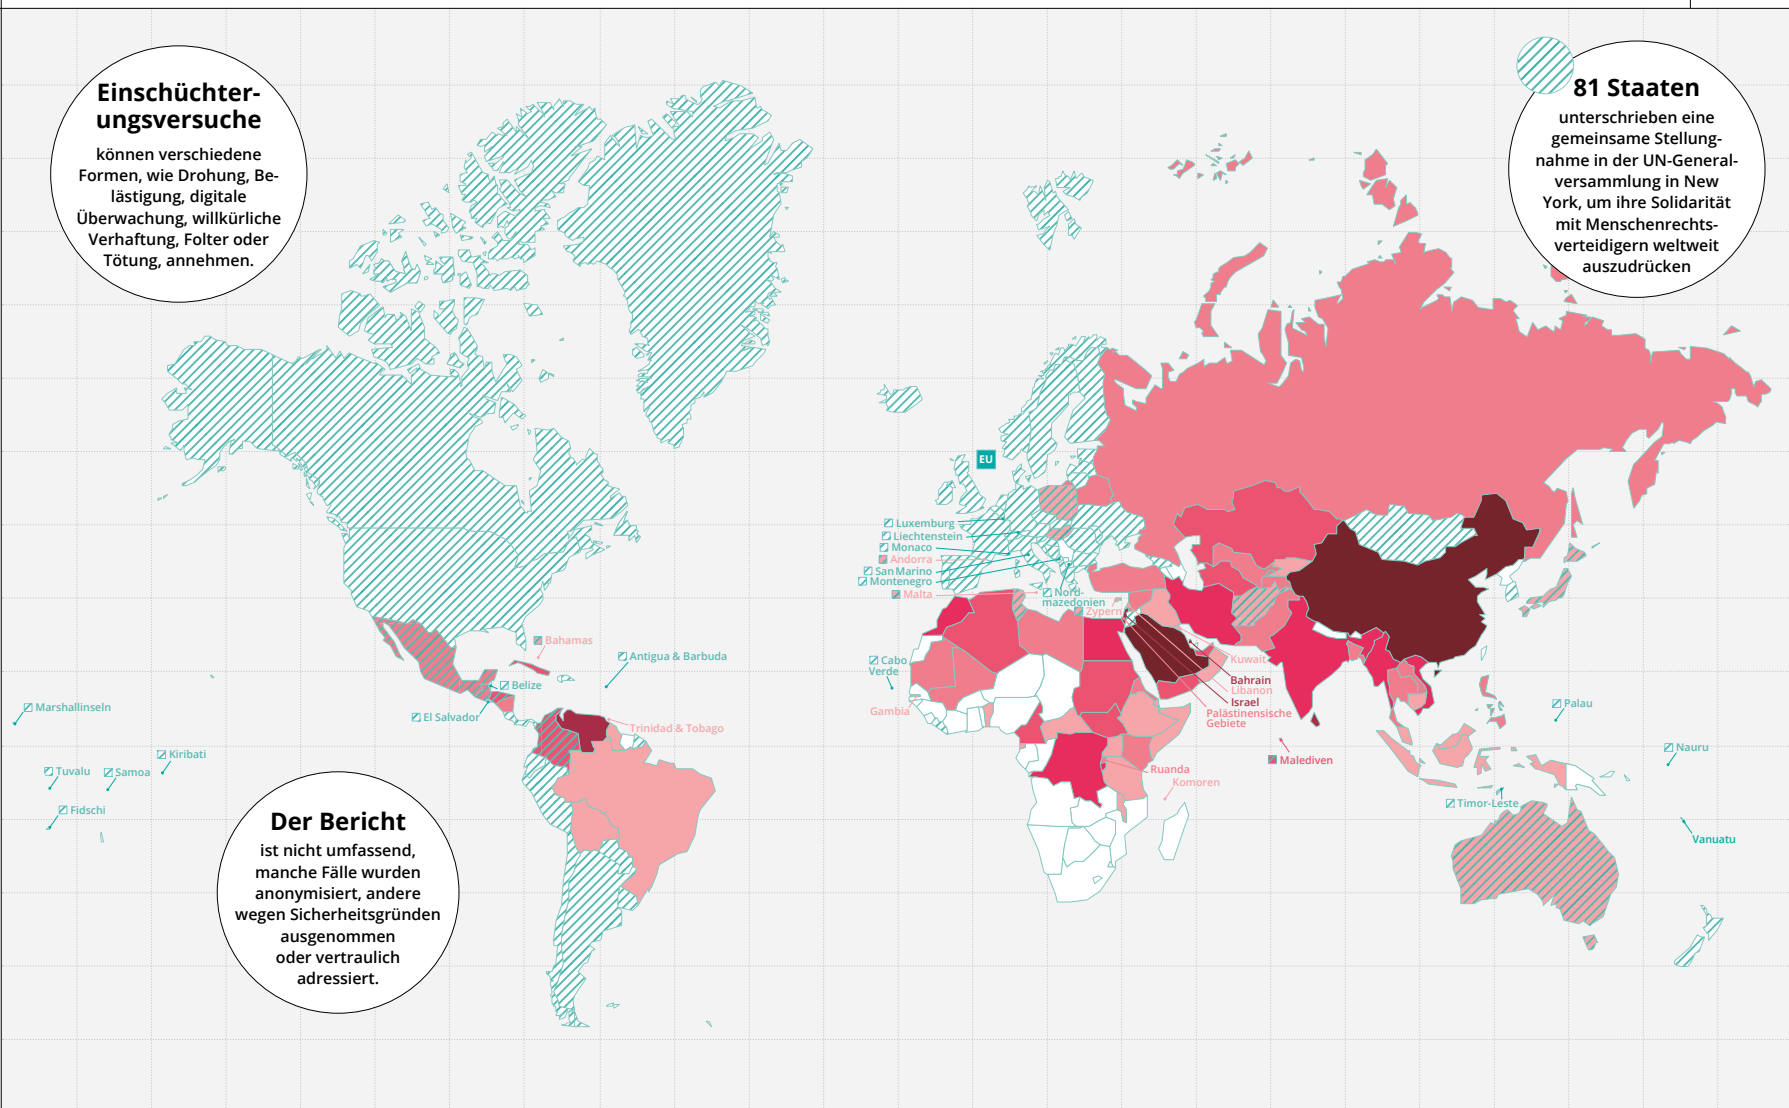 Einschüchter-
ungsversuche
können verschiedene
Formen, wie Drohung, Be-
lästigung, digitale
Überwachung, willkürliche
Verhaftung, Folter oder
Tötung, annehmen.
81 Staaten
unterschrieben eine
gemeinsame Stellung-
nahme in der UN-General-
versammlung in New
York, um ihre Solidarität
mit Menschenrechts-
verteidigern weltweit
auszudrücken
EU
Luxemburg
Liechtenstein
Monaco
Andorra
San Marino
Montenegro
Malta
Nord-
mazedonien
Zypern
Bahamas
Antigua & Barbuda
Belize
El Salvador
Trinidad & Tobago
Cabo
Verde
Gambia
Kuwait
Bahrain
Libanon
Israel
Palästinensische
Gebiete
Ruanda
Komoren
Malediven
Marshallinseln
Kiribati
Tuvalu
Samoa
Fidschi
Palau
Nauru
Timor-Leste
Vanuatu
Der Bericht
ist nicht umfassend,
manche Fälle wurden
anonymisiert, andere
wegen Sicherheitsgründen
ausgenommen
oder vertraulich
adressiert.